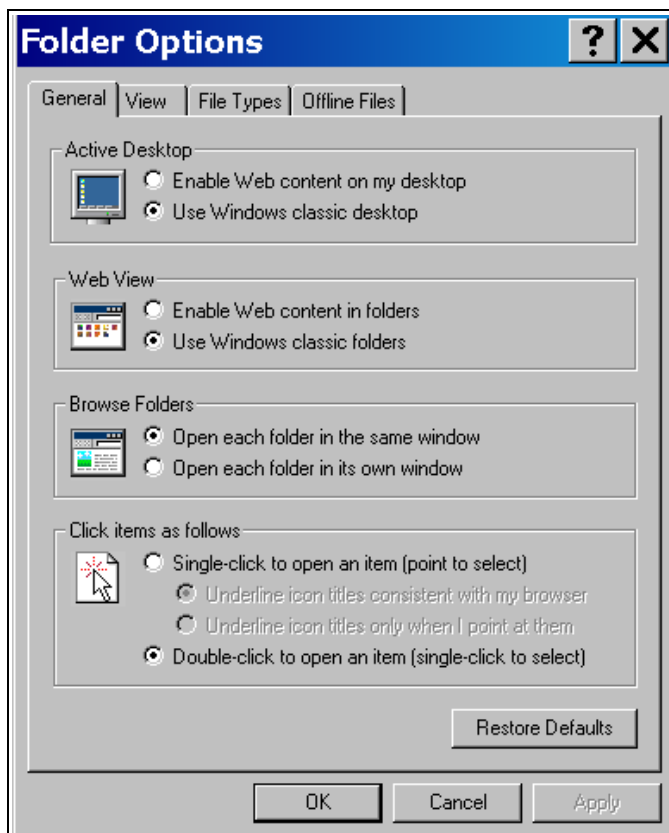 Folder Options
General View File Types Offline Files
Active Desktop
Enable Web content on my desktop
Use Windows classic desktop
Web View
Enable Web content in folders
Use Windows classic folders
Browse Folders
Open each folder in the same window
Open each folder in its own window
Click items as follows
Single-click to open an item (point to select)
Underline icon titles consistent with my browser
Underline icon titles only when I point at them
Double-click to open an item (single-click to select)
Restore Defaults
OK Cancel Apply